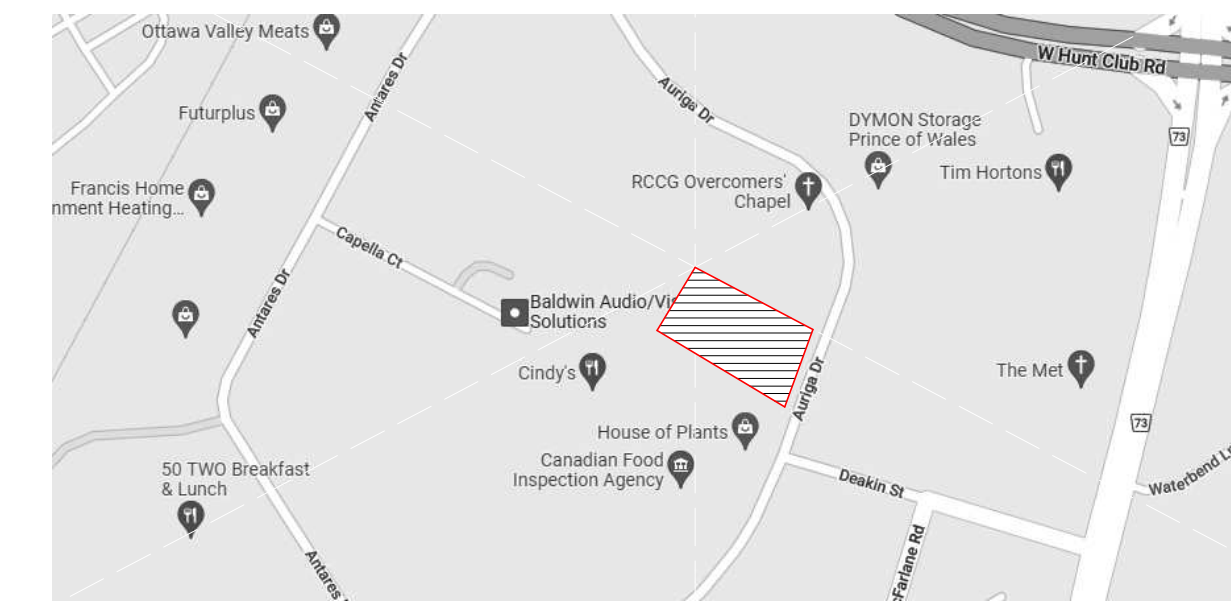 Ottawa Valley Meats
W Hunt Club Rd
Antares Dr
Auriga Dr
Futurplus
DYMON Storage
Prince of Wales
73
Tim Hortons
RCCG Overcomers'
Chapel
Francis Home
nment Heating...
Capella Ct
Antares Dr
Baldwin Audio/Vis
Solutions
Cindy's
The Met
Auriga Dr
73
House of Plants
Canadian Food
Inspection Agency
50 TWO Breakfast
& Lunch
Deakin St
Waterbend L
Farlane Rd
Antares